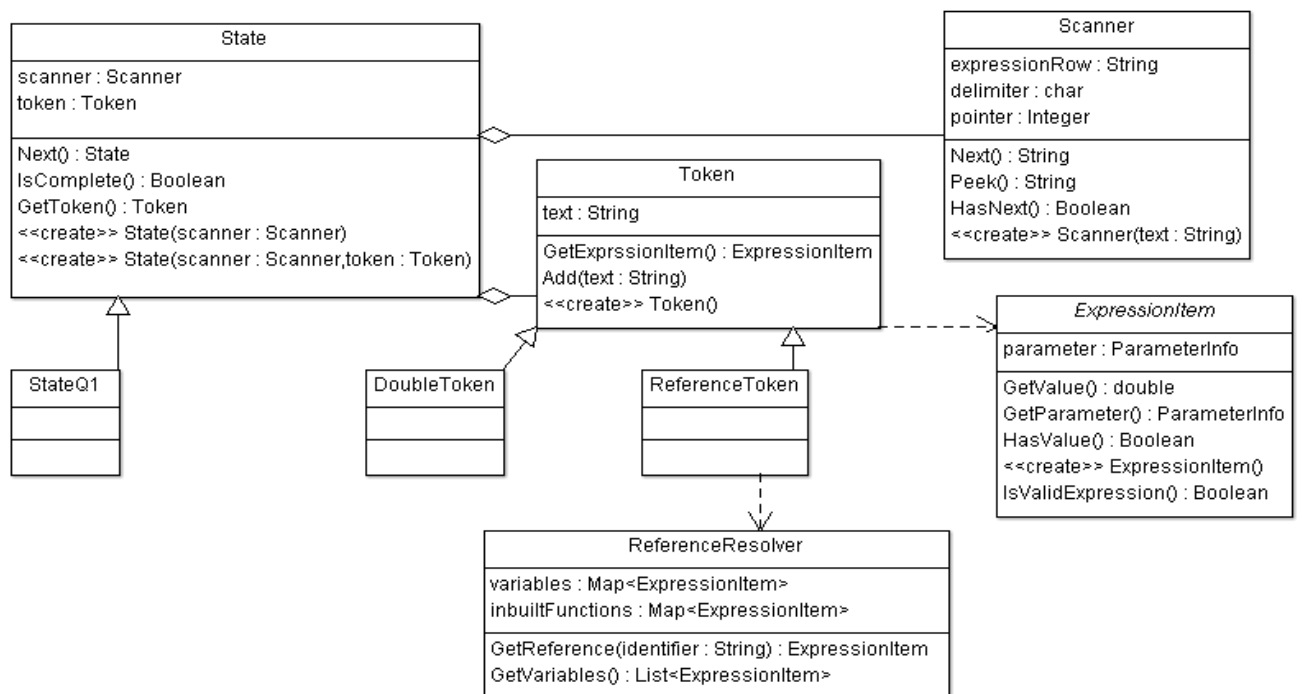 State
scanner : Scanner
token : Token
Next() : State
IsComplete() : Boolean
GetToken() : Token
<<create>> State(scanner : Scanner)
<<create>> State(scanner : Scanner,token : Token)
Scanner
expressionRow : String
delimiter : char
pointer : Integer
Next() : String
Peek() : String
HasNext() : Boolean
<<create>> Scanner(text : String)
Token
text : String
GetExprssionItem() : ExpressionItem
Add(text : String)
<<create>> Token()
ExpressionItem
parameter : ParameterInfo
GetValue() : double
GetParameter() : ParameterInfo
HasValue() : Boolean
<<create>> ExpressionItem()
IsValidExpression() : Boolean
StateQ1
DoubleToken
ReferenceToken
ReferenceResolver
variables : Map<ExpressionItem>
inbuiltFunctions : Map<ExpressionItem>
GetReference(identifier : String) : ExpressionItem
GetVariables() : List<ExpressionItem>